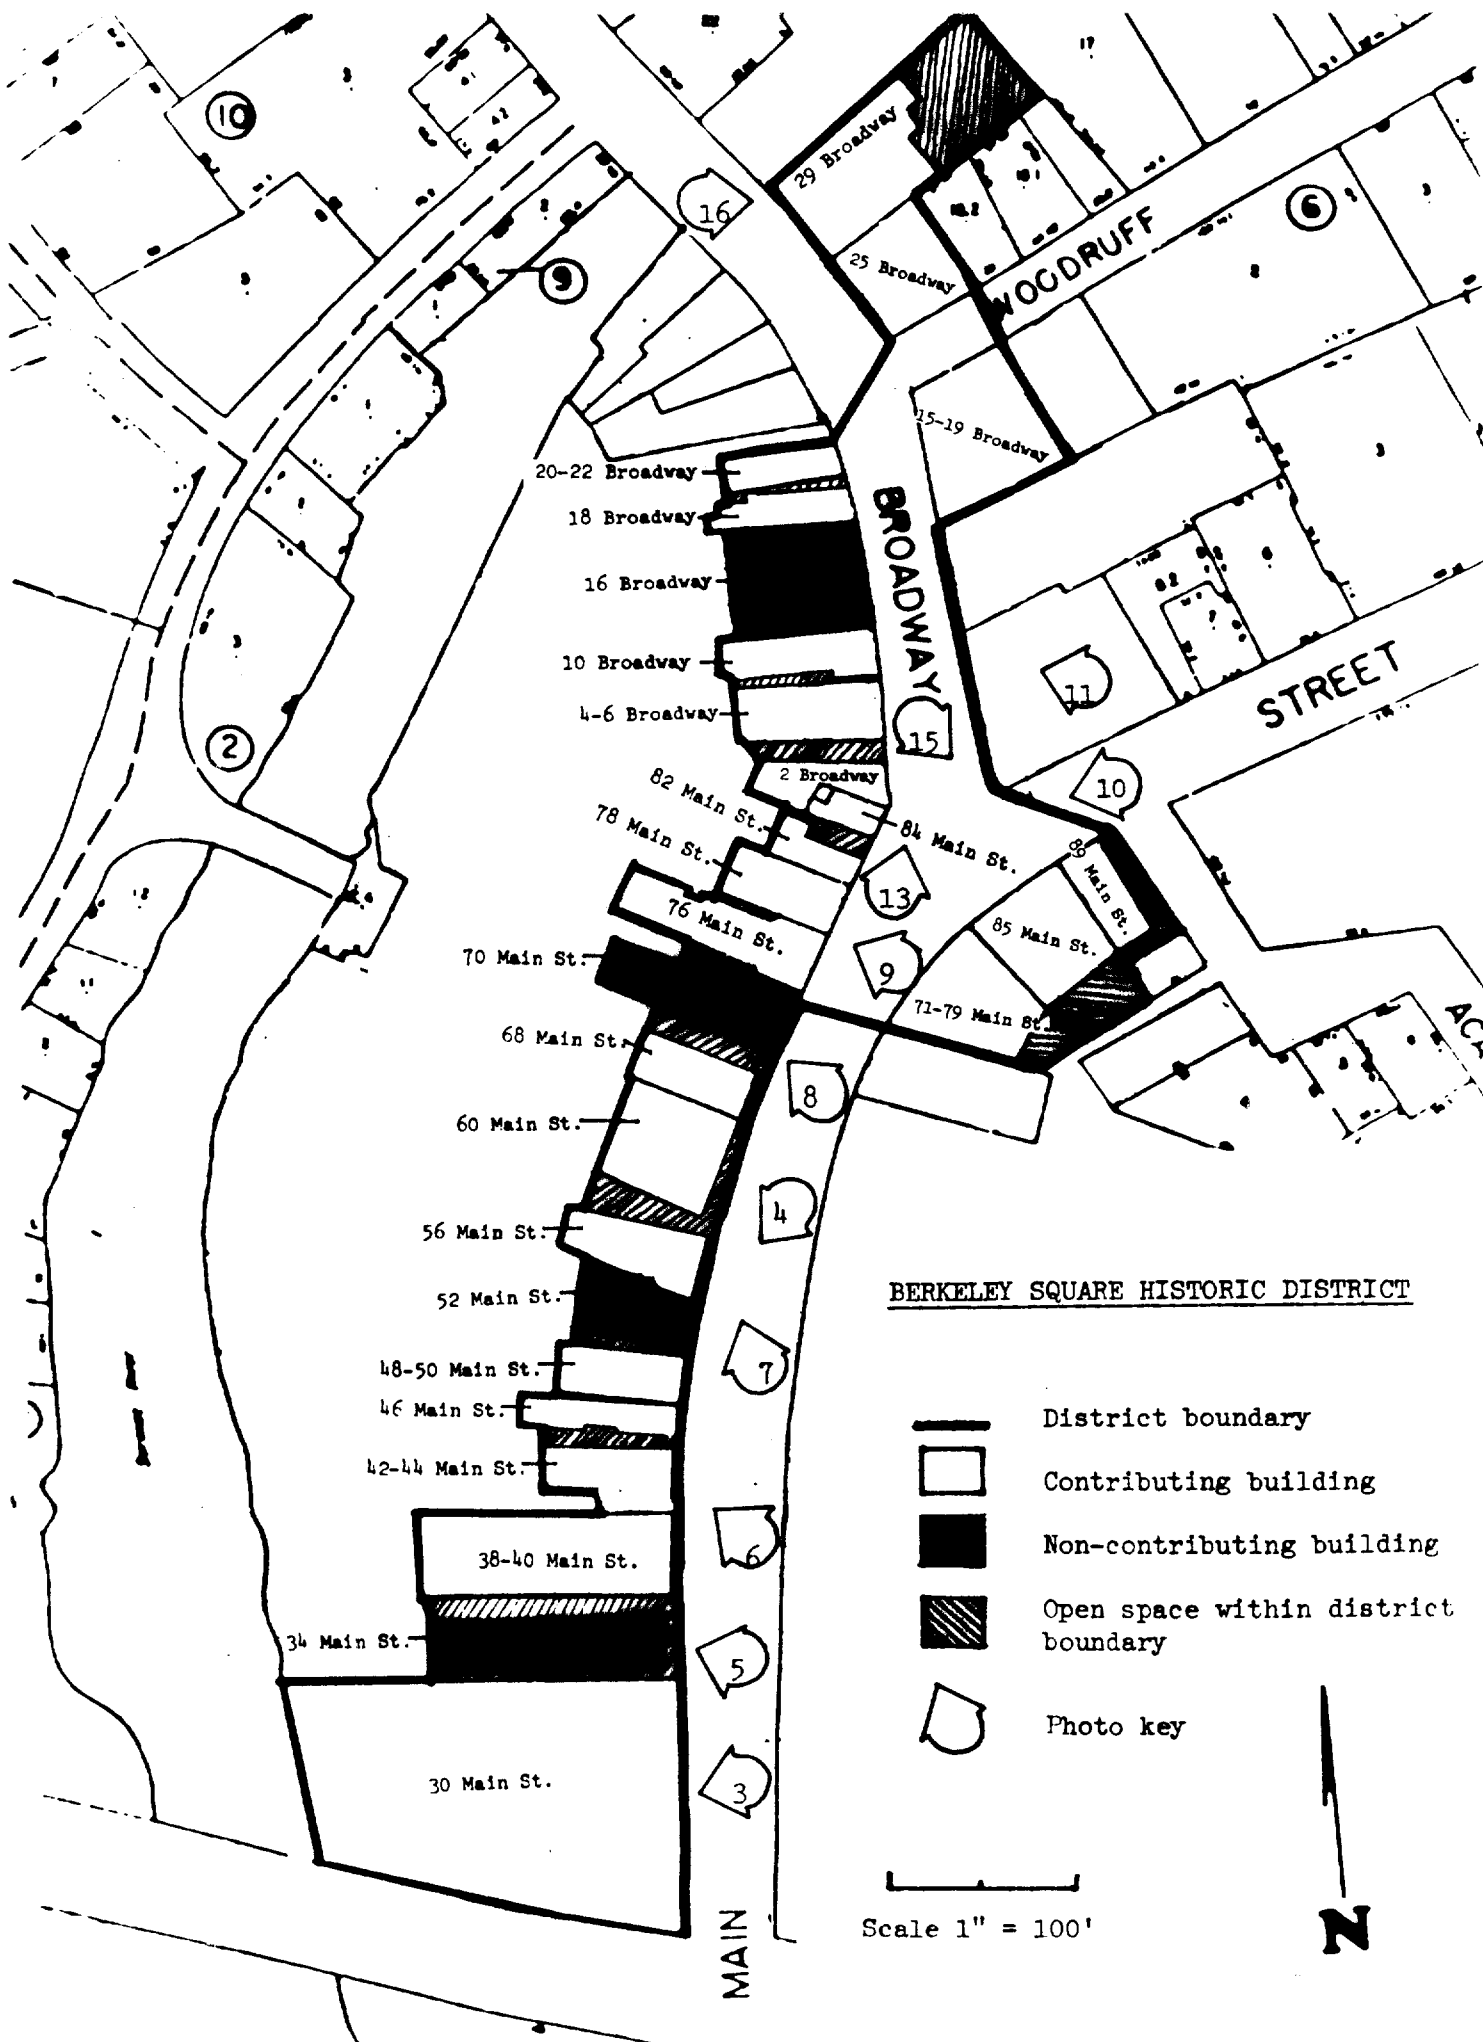 17
10
42
29 Broadway
16
6
WOODRUFF
25 Broadway
9
15-19 Broadway
20-22 Broadway
18 Broadway
BROADWAY
16 Broadway
10 Broadway
11
4-6 Broadway
STREET
15
2
2 Broadway
10
82 Main St.
84 Main St.
78 Main St.
89 Main St.
13
76 Main St.
85 Main St.
70 Main St.
9
71-79 Main St.
68 Main St.
8
60 Main St.
4
56 Main St.
BERKELEY SQUARE HISTORIC DISTRICT
52 Main St.
48-50 Main St.
7
46 Main St.
District boundary
42-44 Main St.
Contributing building
6
Non-contributing building
38-40 Main St.
Open space within district
boundary
34 Main St.
5
Photo key
30 Main St.
3
Scale 1" = 100'
MAIN
N